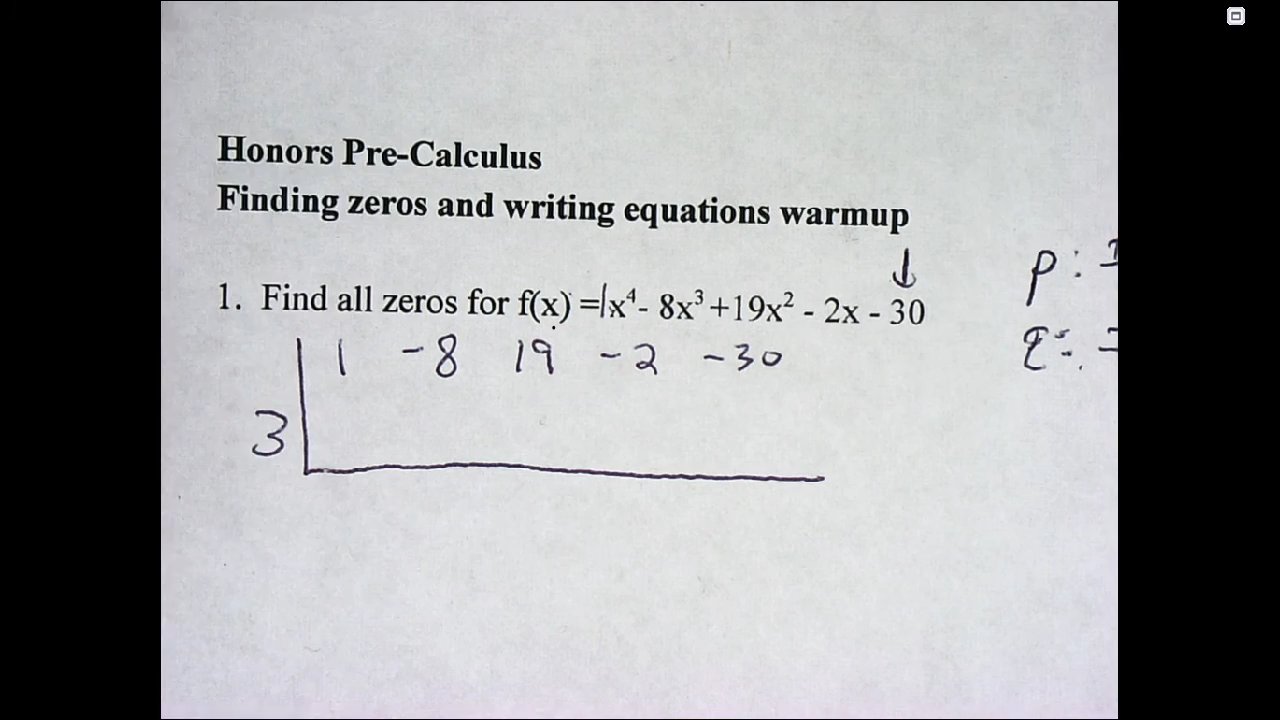 Honors Pre-Calculus
Finding zeros and writing equations warmup
1. Find all zeros for f(x) = 1x⁴ - 8x³ +19x² - 2x - 30
p :
q :
1 -8 19 -2 -30
3